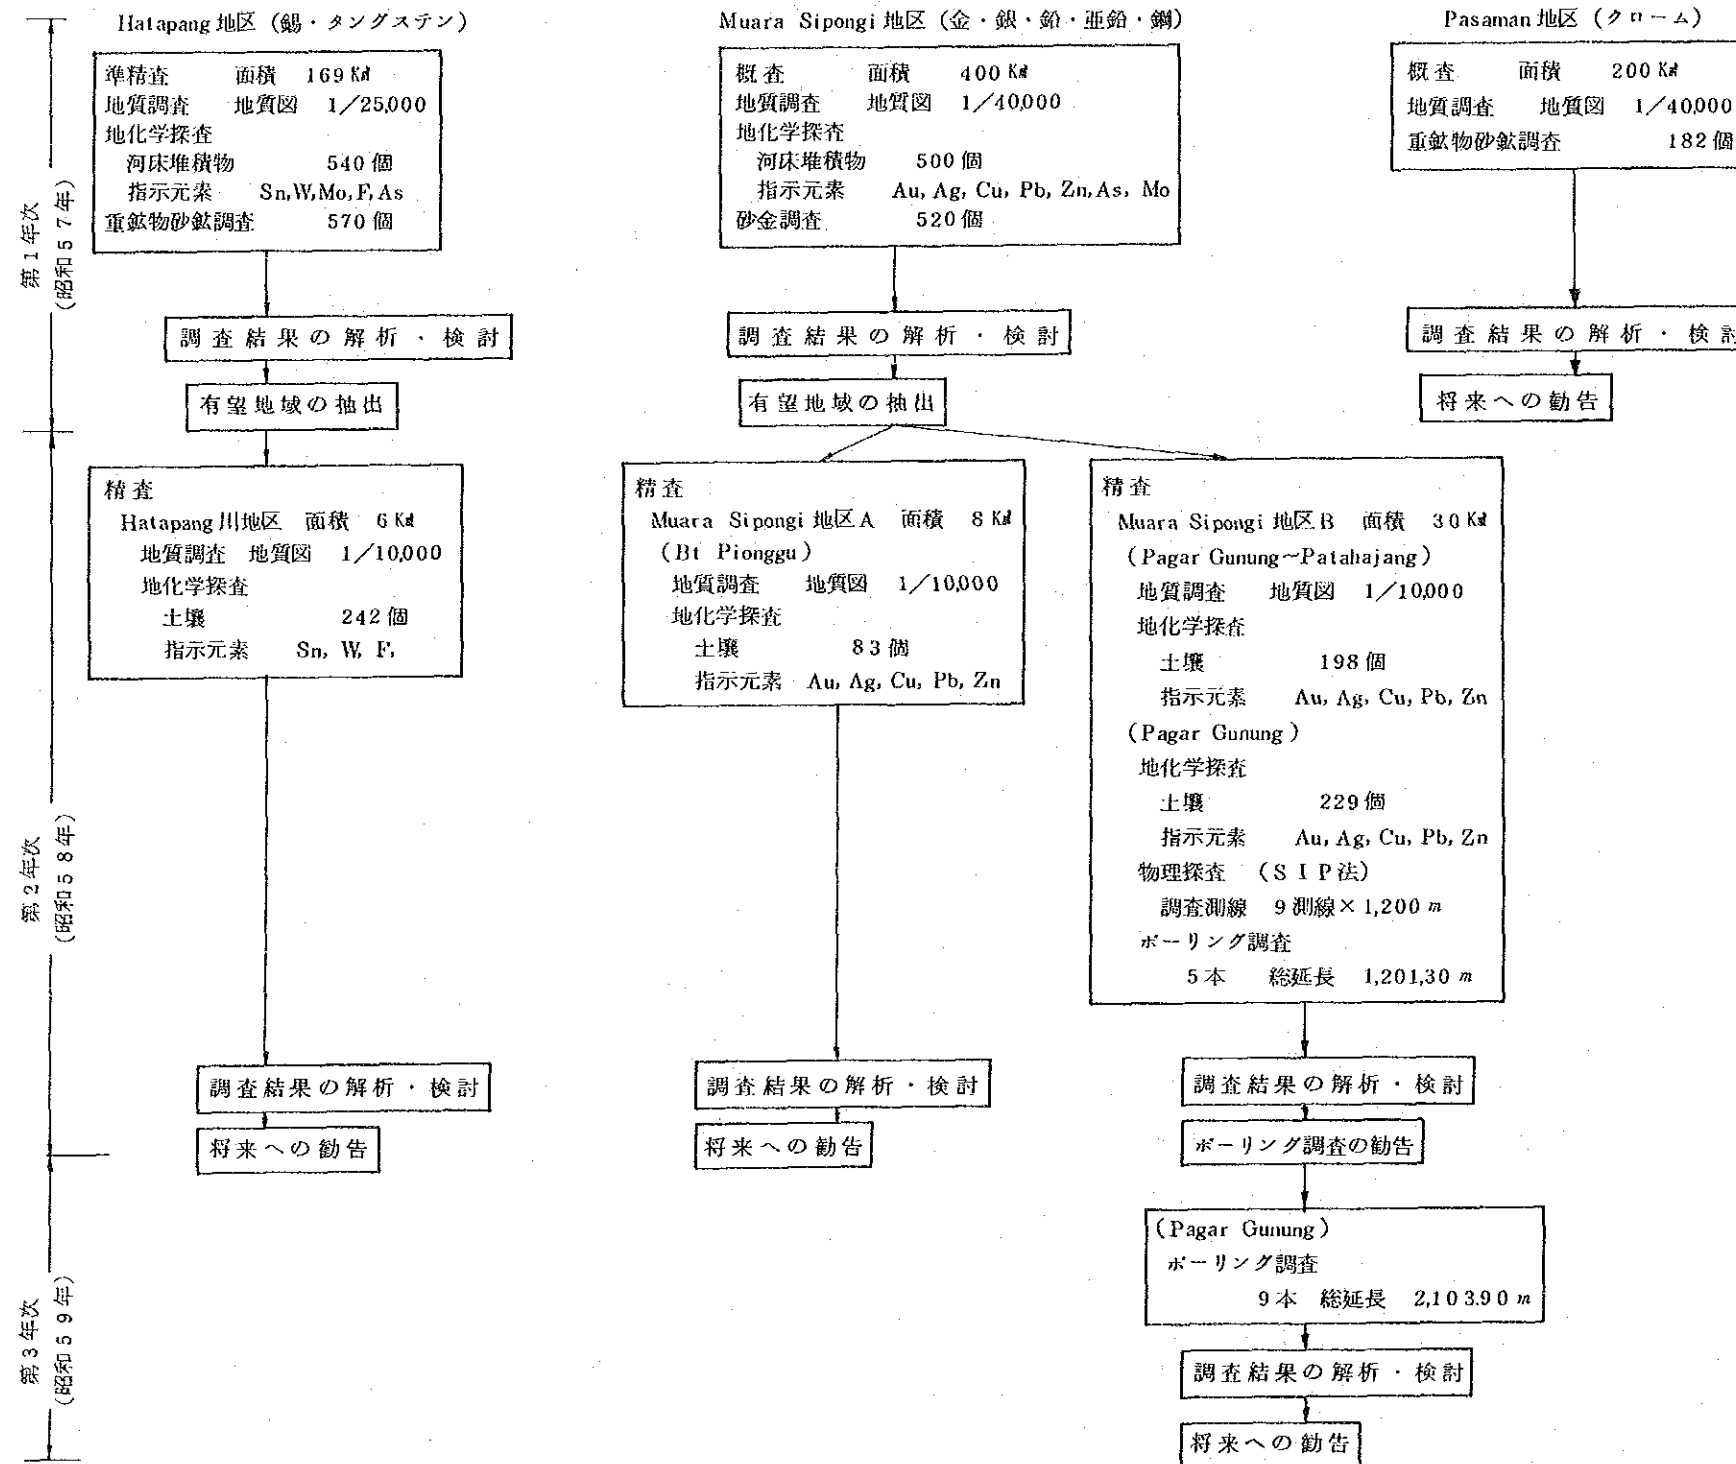 Hatapang 地区 (錫・タングステン)
準精査 面積 169 Km²
地質調査 地質図 1/25,000
地化学探査
河床堆積物 540 個
指示元素 Sn, W, Mo, F, As
重鉱物砂鉱調査 570 個
調査結果の解析・検討
有望地域の抽出
Muara Sipongi 地区 (金・銀・鉛・亜鉛・銅)
概査 面積 400 Km²
地質調査 地質図 1/40,000
地化学探査
河床堆積物 500 個
指示元素 Au, Ag, Cu, Pb, Zn, As, Mo
砂金調査 520 個
調査結果の解析・検討
有望地域の抽出
Pasaman 地区 (クローム)
概査 面積 200 Km²
地質調査 地質図 1/40,000
重鉱物砂鉱調査 182 個
調査結果の解析・検討
将来への勧告
第1年次
(昭和57年)
精査
Hatapang 川地区 面積 6 Km²
地質調査 地質図 1/10,000
地化学探査
土壌 242 個
指示元素 Sn, W, F,
調査結果の解析・検討
将来への勧告
精査
Muara Sipongi 地区A 面積 8 Km²
(Bt Pionggu)
地質調査 地質図 1/10,000
地化学探査
土壌 83 個
指示元素 Au, Ag, Cu, Pb, Zn
調査結果の解析・検討
将来への勧告
精査
Muara Sipongi 地区B 面積 30 Km²
(Pagar Gunung~Patahajang)
地質調査 地質図 1/10,000
地化学探査
土壌 198 個
指示元素 Au, Ag, Cu, Pb, Zn
(Pagar Gunung)
地化学探査
土壌 229 個
指示元素 Au, Ag, Cu, Pb, Zn
物理探査 (SIP法)
調査測線 9測線×1,200 m
ボーリング調査
5本 総延長 1,201,30 m
調査結果の解析・検討
ボーリング調査の勧告
第2年次
(昭和58年)
(Pagar Gunung)
ボーリング調査
9本 総延長 2,103.90 m
調査結果の解析・検討
将来への勧告
第3年次
(昭和59年)